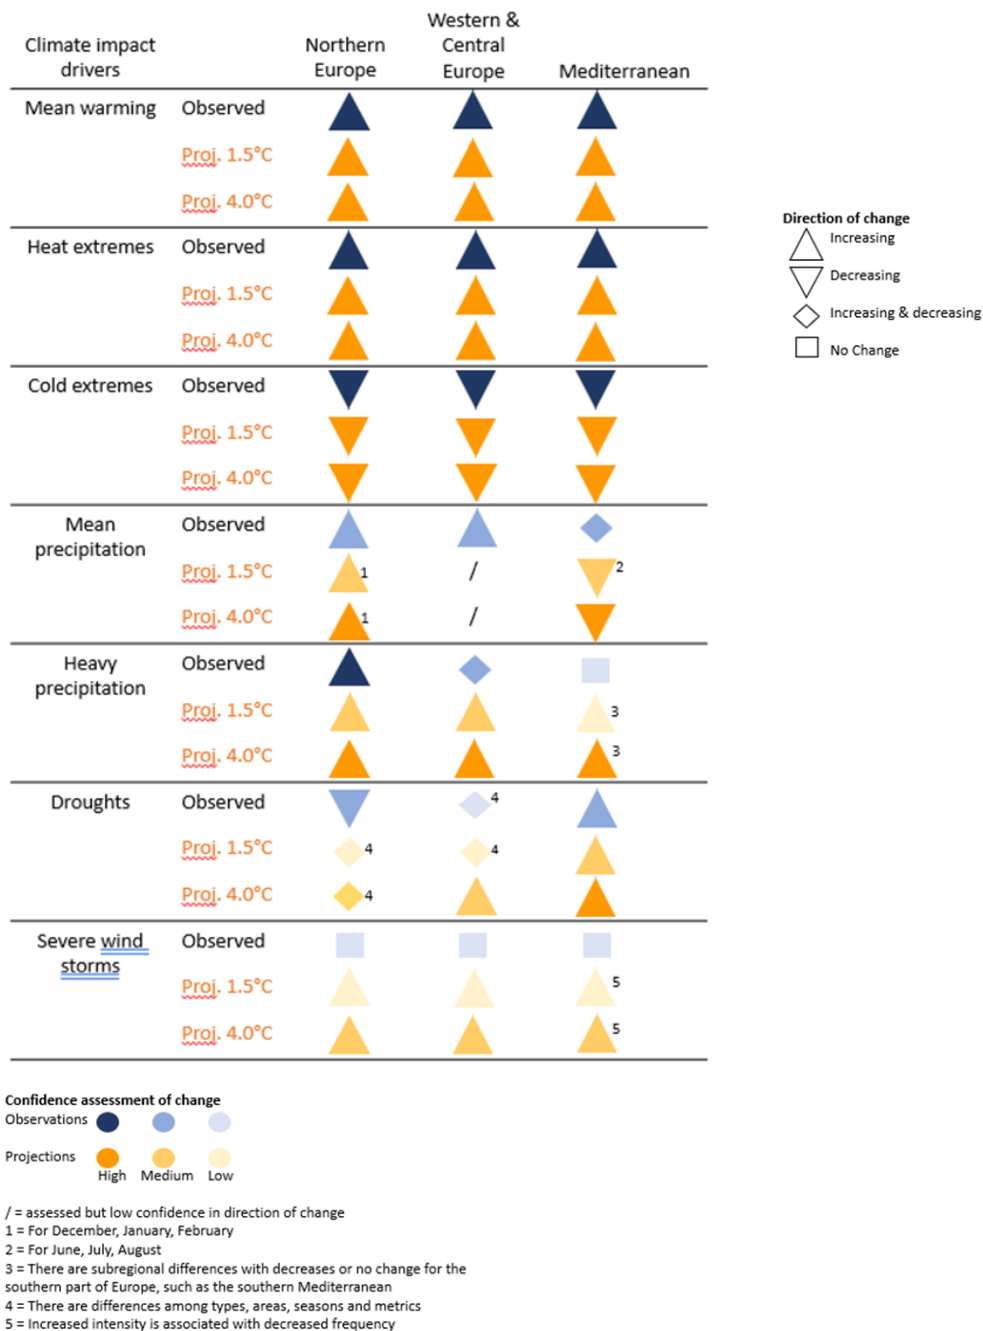 Climate impact
drivers
Northern
Europe
Western &
Central
Europe
Mediterranean
Mean warming
Observed
Proj. 1.5°C
Proj. 4.0°C
Heat extremes
Observed
Proj. 1.5°C
Proj. 4.0°C
Cold extremes
Observed
Proj. 1.5°C
Proj. 4.0°C
Mean
precipitation
Observed
Proj. 1.5°C 1 / 2
Proj. 4.0°C 1 /
Heavy
precipitation
Observed
Proj. 1.5°C 3
Proj. 4.0°C 3
Droughts
Observed 4
Proj. 1.5°C 4 4
Proj. 4.0°C 4
Severe wind
storms
Observed
Proj. 1.5°C 5
Proj. 4.0°C 5
Direction of change
Increasing
Decreasing
Increasing & decreasing
No Change
Confidence assessment of change
Observations
Projections
High Medium Low
/ = assessed but low confidence in direction of change
1 = For December, January, February
2 = For June, July, August
3 = There are subregional differences with decreases or no change for the
southern part of Europe, such as the southern Mediterranean
4 = There are differences among types, areas, seasons and metrics
5 = Increased intensity is associated with decreased frequency